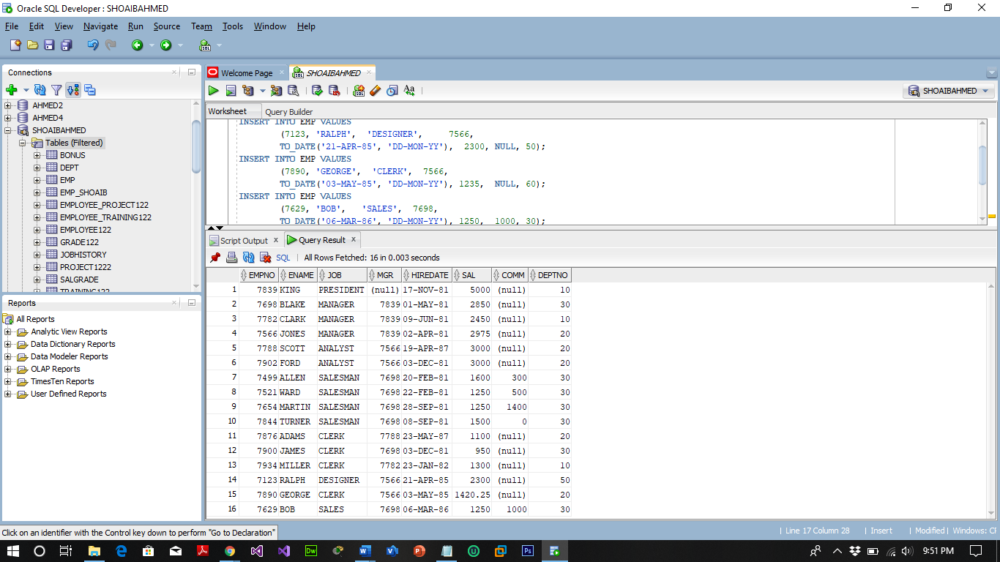 Oracle SQL Developer : SHOAIBAHMED
File Edit View Navigate Run Source Team Tools Window Help
Connections
AHMED2
AHMED4
SHOAIBAHMED
Tables (Filtered)
BONUS
DEPT
EMP
EMP_SHOAIB
EMPLOYEE_PROJECT122
EMPLOYEE_TRAINING122
EMPLOYEE122
GRADE122
JOBHISTORY
PROJECT1222
SALGRADE
TRAINING122
Reports
All Reports
Analytic View Reports
Data Dictionary Reports
Data Modeler Reports
OLAP Reports
TimesTen Reports
User Defined Reports
Welcome Page SHOAIBAHMED
SHOAIBAHMED
Worksheet Query Builder
INSERT INTO EMP VALUES
(7123, 'RALPH', 'DESIGNER', 7566,
TO_DATE('21-APR-85', 'DD-MON-YY'), 2300, NULL, 50);
INSERT INTO EMP VALUES
(7890, 'GEORGE', 'CLERK', 7566,
TO_DATE('03-MAY-85', 'DD-MON-YY'), 1235, NULL, 60);
INSERT INTO EMP VALUES
(7629, 'BOB', 'SALES', 7698,
TO_DATE('06-MAR-86', 'DD-MON-YY'), 1250, 1000, 30);
Script Output x Query Result x
SQL | All Rows Fetched: 16 in 0.003 seconds
EMPNO ENAME JOB MGR HIREDATE SAL COMM DEPTNO
1 7839 KING PRESIDENT (null) 17-NOV-81 5000 (null) 10
2 7698 BLAKE MANAGER 7839 01-MAY-81 2850 (null) 30
3 7782 CLARK MANAGER 7839 09-JUN-81 2450 (null) 10
4 7566 JONES MANAGER 7839 02-APR-81 2975 (null) 20
5 7788 SCOTT ANALYST 7566 19-APR-87 3000 (null) 20
6 7902 FORD ANALYST 7566 03-DEC-81 3000 (null) 20
7 7499 ALLEN SALESMAN 7698 20-FEB-81 1600 300 30
8 7521 WARD SALESMAN 7698 22-FEB-81 1250 500 30
9 7654 MARTIN SALESMAN 7698 28-SEP-81 1250 1400 30
10 7844 TURNER SALESMAN 7698 08-SEP-81 1500 0 30
11 7876 ADAMS CLERK 7788 23-MAY-87 1100 (null) 20
12 7900 JAMES CLERK 7698 03-DEC-81 950 (null) 30
13 7934 MILLER CLERK 7782 23-JAN-82 1300 (null) 10
14 7123 RALPH DESIGNER 7566 21-APR-85 2300 (null) 50
15 7890 GEORGE CLERK 7566 03-MAY-85 1420.25 (null) 20
16 7629 BOB SALES 7698 06-MAR-86 1250 1000 30
Click on an identifier with the Control key down to perform "Go to Declaration"
| Line 17 Column 28 | Insert | Modified | Windows: CF
9:51 PM